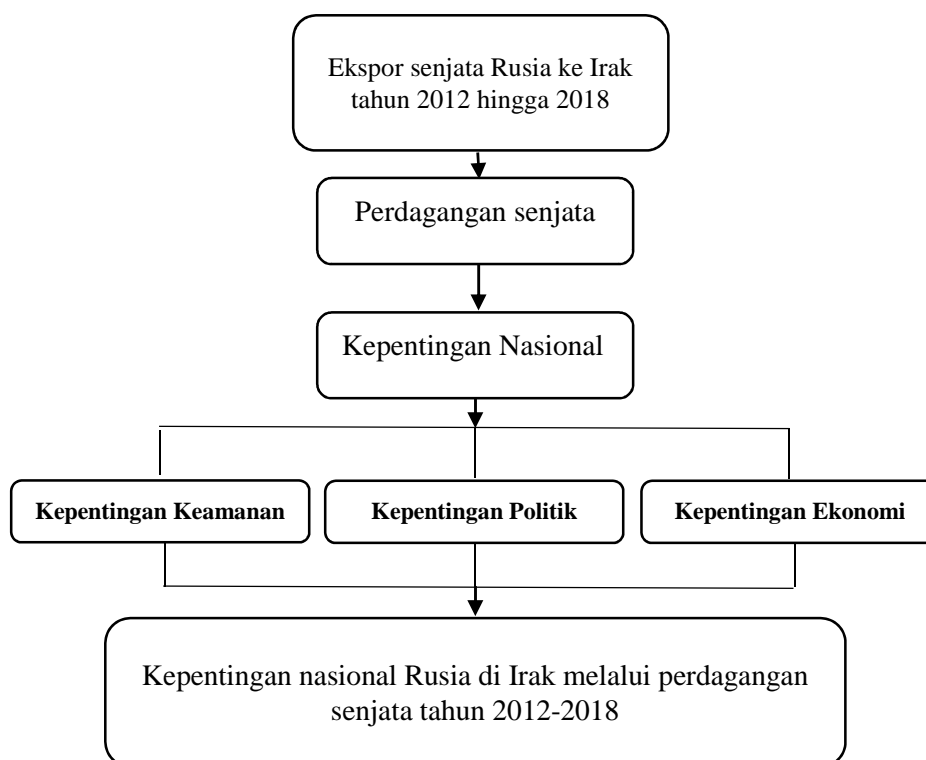 Ekspor senjata Rusia ke Irak
tahun 2012 hingga 2018
Perdagangan senjata
Kepentingan Nasional
Kepentingan Keamanan
Kepentingan Politik
Kepentingan Ekonomi
Kepentingan nasional Rusia di Irak melalui perdagangan
senjata tahun 2012-2018